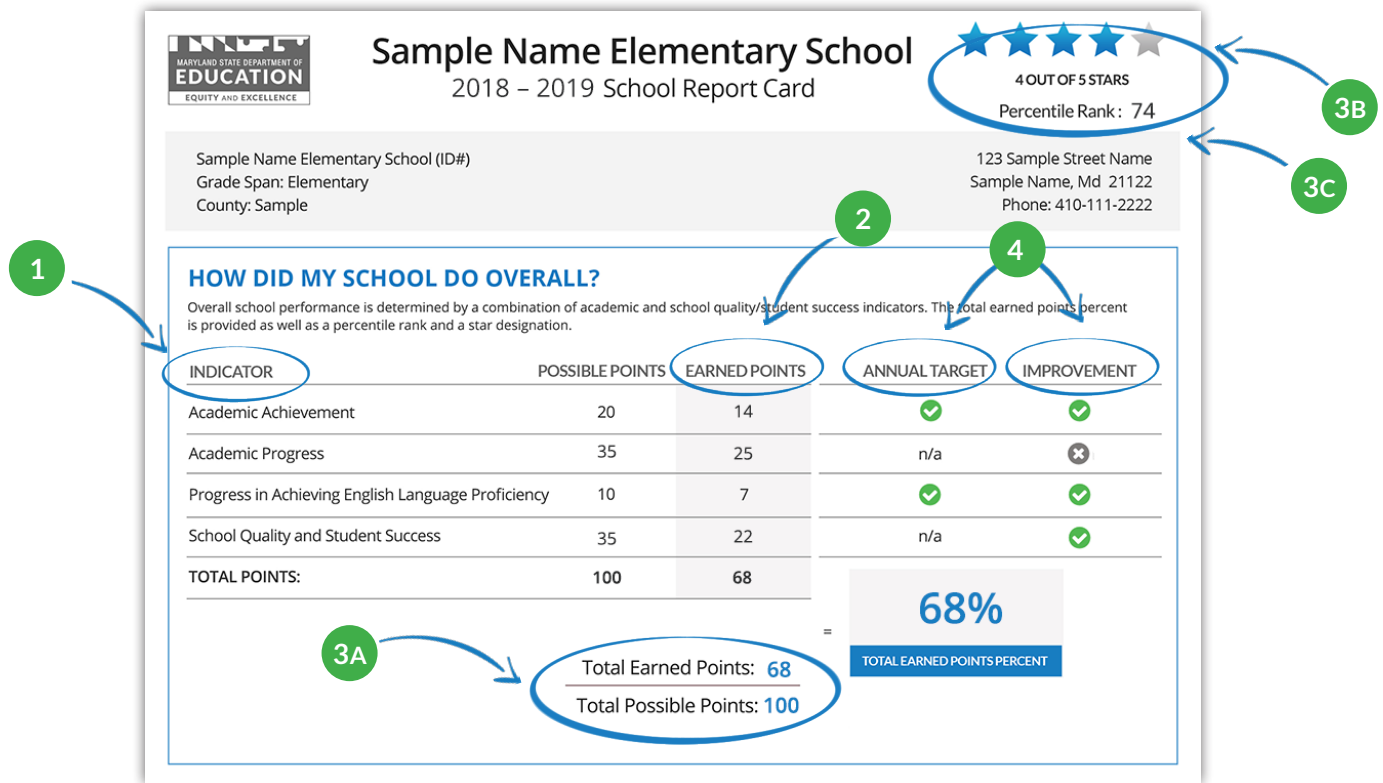 MARYLAND STATE DEPARTMENT OF
EDUCATION
EQUITY AND EXCELLENCE
Sample Name Elementary School
2018 – 2019 School Report Card
4 OUT OF 5 STARS
Percentile Rank : 74
3B
3C
Sample Name Elementary School (ID#)
Grade Span: Elementary
County: Sample
123 Sample Street Name
Sample Name, Md 21122
Phone: 410-111-2222
2
4
1
HOW DID MY SCHOOL DO OVERALL?
Overall school performance is determined by a combination of academic and school quality/student success indicators. The total earned points percent
is provided as well as a percentile rank and a star designation.
INDICATOR POSSIBLE POINTS EARNED POINTS ANNUAL TARGET IMPROVEMENT
Academic Achievement 20 14
Academic Progress 35 25 n/a
Progress in Achieving English Language Proficiency 10 7
School Quality and Student Success 35 22 n/a
TOTAL POINTS: 100 68
3A
Total Earned Points: 68
Total Possible Points: 100
=
68%
TOTAL EARNED POINTS PERCENT